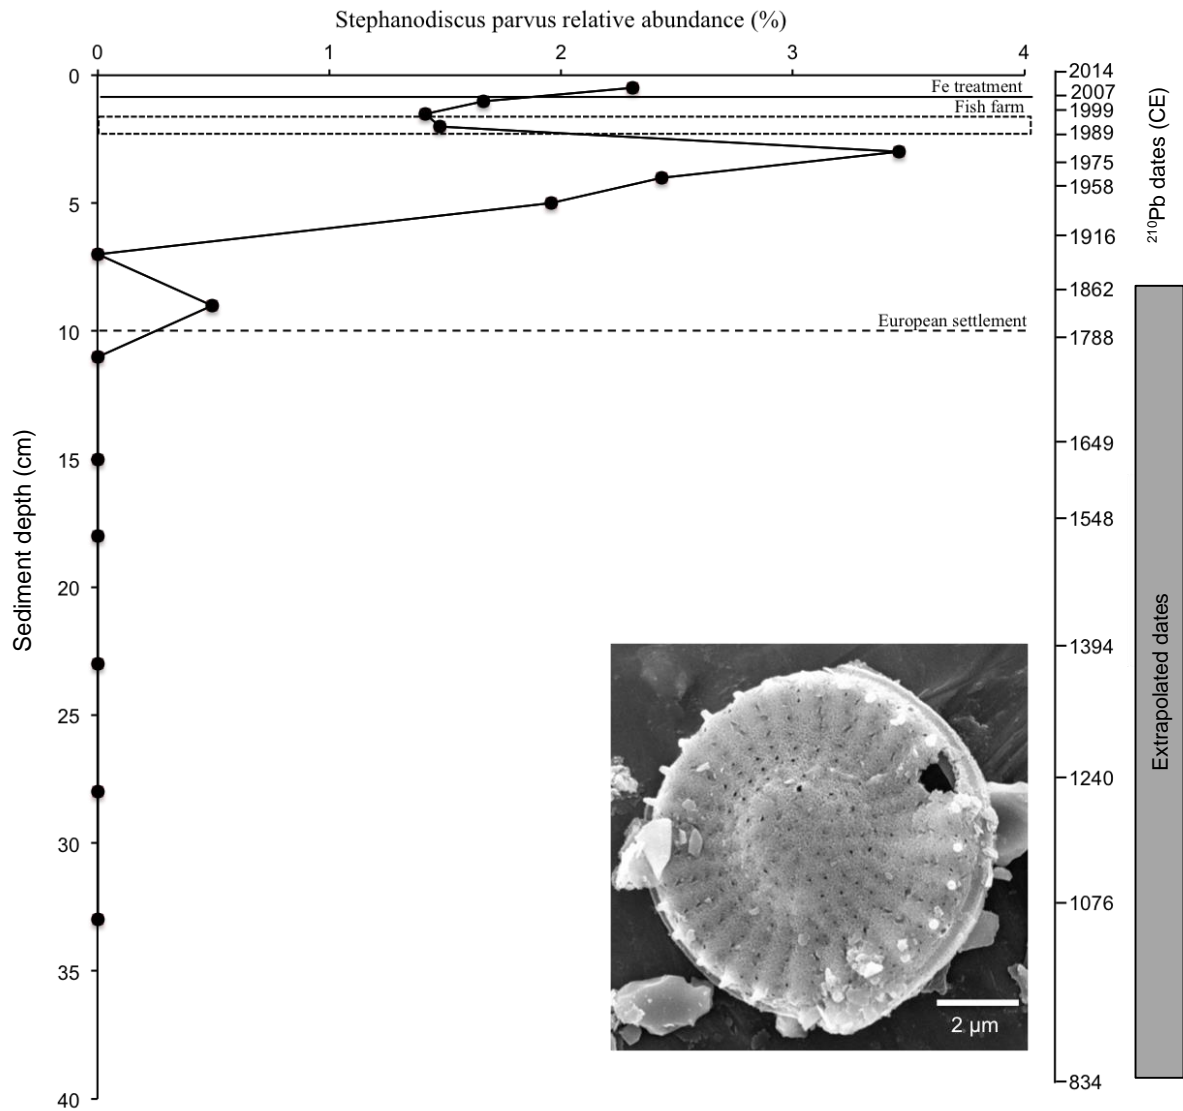 Stephanodiscus parvus relative abundance (%)
0 1 2 3 4
0
5
10
15
20
25
30
35
40
Sediment depth (cm)
Fe treatment
Fish farm
European settlement
2014
2007
1999
1989
1975
1958
1916
1862
1788
1649
1548
1394
1240
1076
834
²¹⁰Pb dates (CE)
Extrapolated dates
2 µm